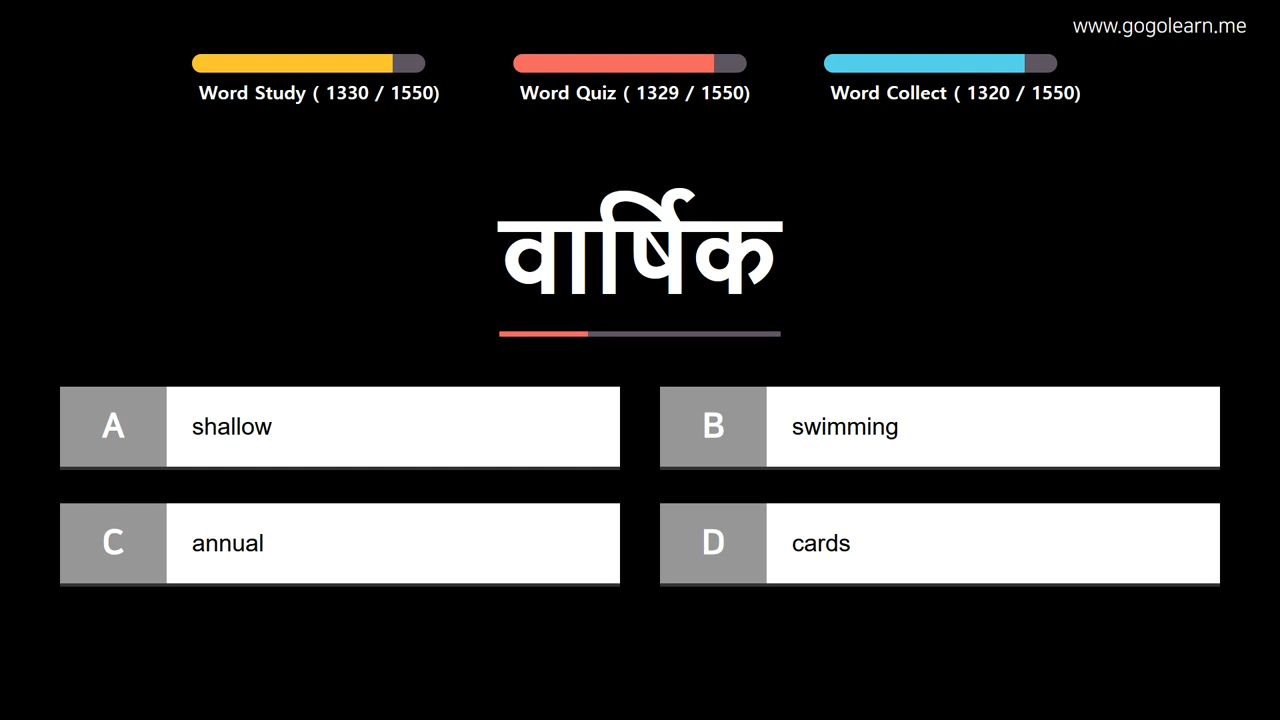 www.gogolearn.me
Word Study ( 1330 / 1550)
Word Quiz ( 1329 / 1550)
Word Collect ( 1320 / 1550)
वार्षिक
A shallow
B swimming
C annual
D cards